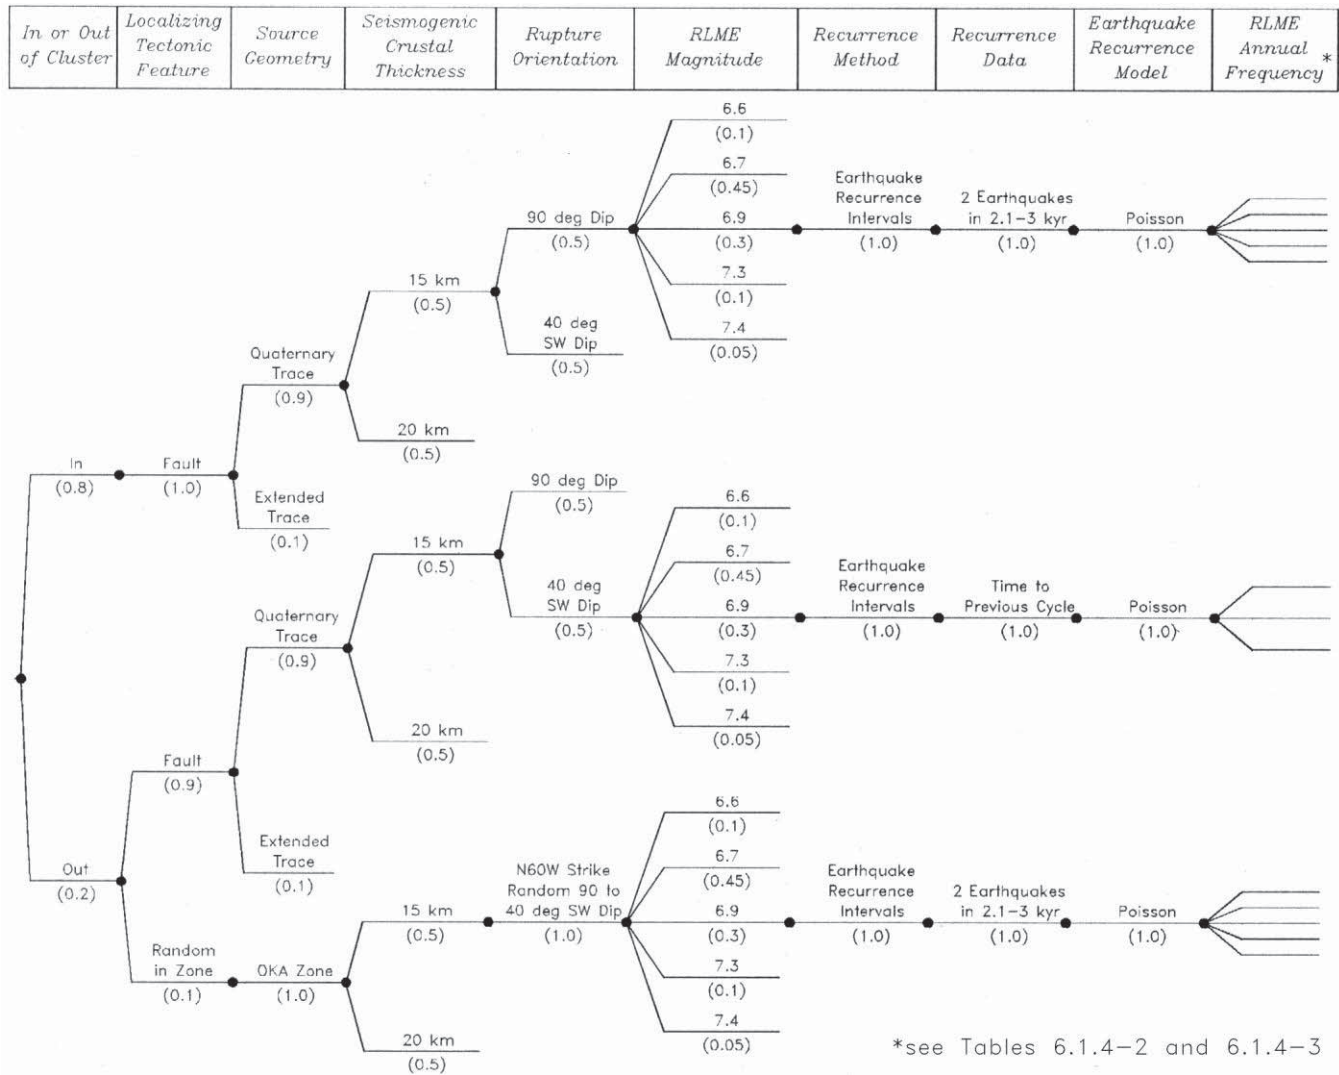 In or Out
of Cluster
Localizing
Tectonic
Feature
Source
Geometry
Seismogenic
Crustal
Thickness
Rupture
Orientation
RLME
Magnitude
Recurrence
Method
Recurrence
Data
Earthquake
Recurrence
Model
RLME
Annual
Frequency*
In
(0.8)
Fault
(1.0)
Quaternary
Trace
(0.9)
Extended
Trace
(0.1)
15 km
(0.5)
20 km
(0.5)
90 deg Dip
(0.5)
40 deg
SW Dip
(0.5)
6.6
(0.1)
6.7
(0.45)
6.9
(0.3)
7.3
(0.1)
7.4
(0.05)
Earthquake
Recurrence
Intervals
(1.0)
2 Earthquakes
in 2.1-3 kyr
(1.0)
Poisson
(1.0)
Out
(0.2)
Fault
(0.9)
Quaternary
Trace
(0.9)
Extended
Trace
(0.1)
15 km
(0.5)
20 km
(0.5)
90 deg Dip
(0.5)
40 deg
SW Dip
(0.5)
6.6
(0.1)
6.7
(0.45)
6.9
(0.3)
7.3
(0.1)
7.4
(0.05)
Earthquake
Recurrence
Intervals
(1.0)
Time to
Previous Cycle
(1.0)
Poisson
(1.0)
Random
in Zone
(0.1)
OKA Zone
(1.0)
15 km
(0.5)
20 km
(0.5)
N60W Strike
Random 90 to
40 deg SW Dip
(1.0)
6.6
(0.1)
6.7
(0.45)
6.9
(0.3)
7.3
(0.1)
7.4
(0.05)
Earthquake
Recurrence
Intervals
(1.0)
2 Earthquakes
in 2.1-3 kyr
(1.0)
Poisson
(1.0)
*see Tables 6.1.4-2 and 6.1.4-3